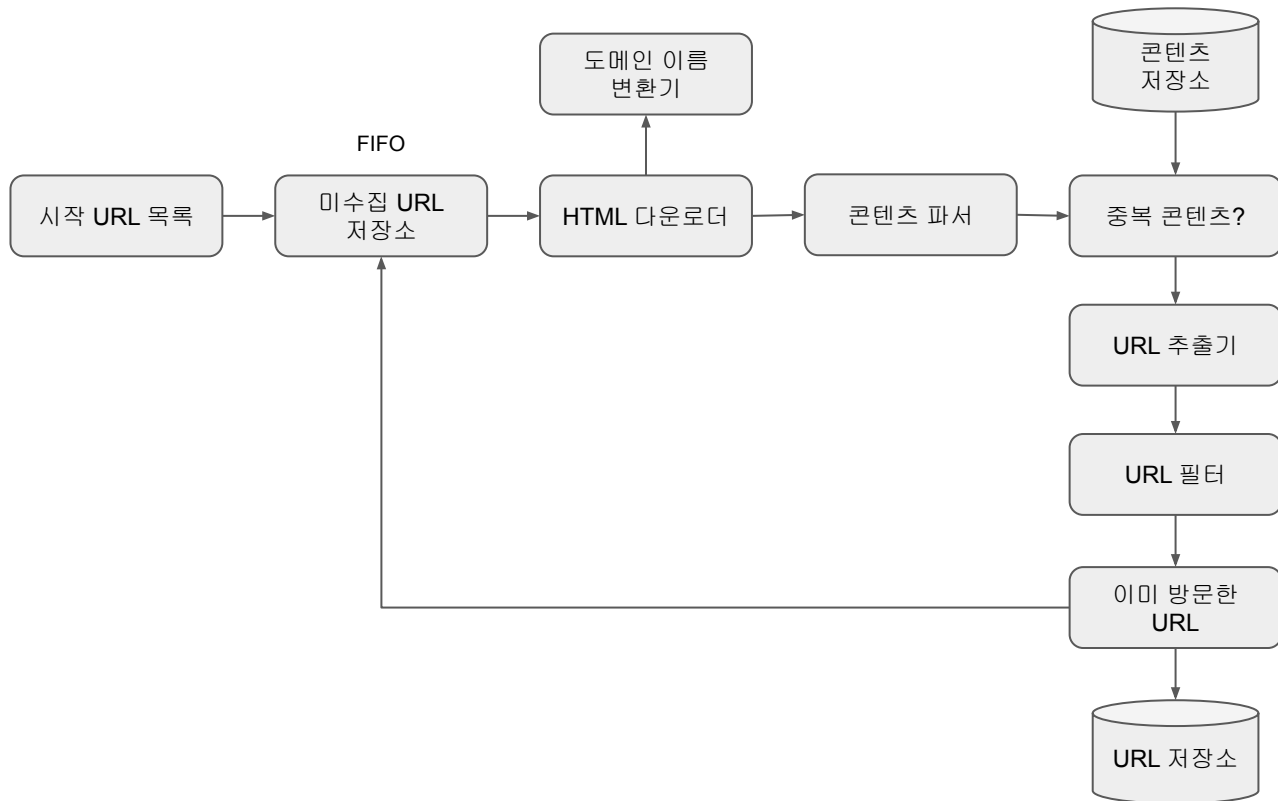 도메인 이름
변환기
콘텐츠
저장소
FIFO
시작 URL 목록
미수집 URL
저장소
HTML 다운로더
콘텐츠 파서
중복 콘텐츠?
URL 추출기
URL 필터
이미 방문한
URL
URL 저장소